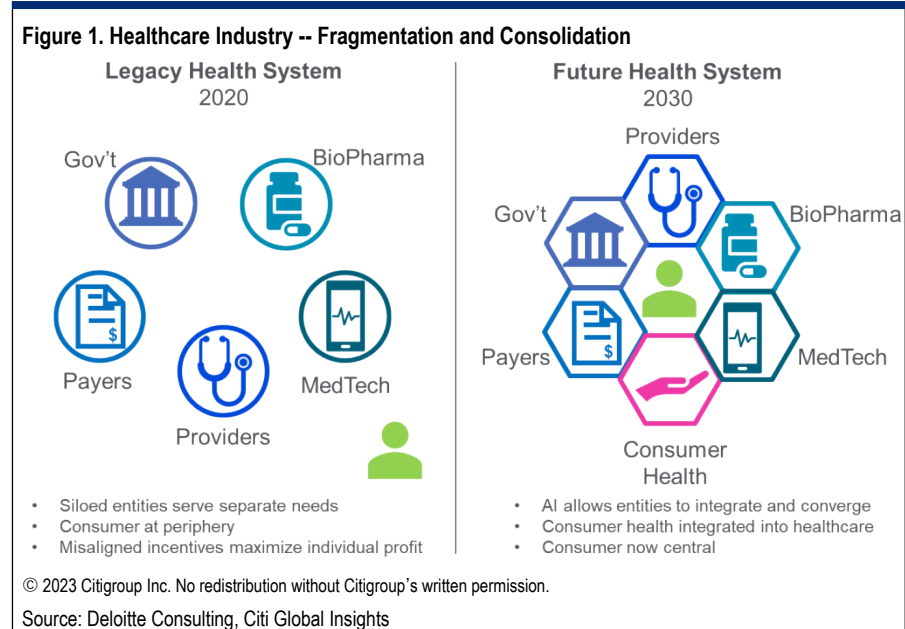 Figure 1. Healthcare Industry -- Fragmentation and Consolidation
Legacy Health System
2020
Gov't
BioPharma
$
Payers
MedTech
Providers
• Siloed entities serve separate needs
• Consumer at periphery
• Misaligned incentives maximize individual profit
Future Health System
2030
Providers
Gov't
BioPharma
$
Payers
MedTech
Consumer
Health
• AI allows entities to integrate and converge
• Consumer health integrated into healthcare
• Consumer now central
© 2023 Citigroup Inc. No redistribution without Citigroup's written permission.
Source: Deloitte Consulting, Citi Global Insights